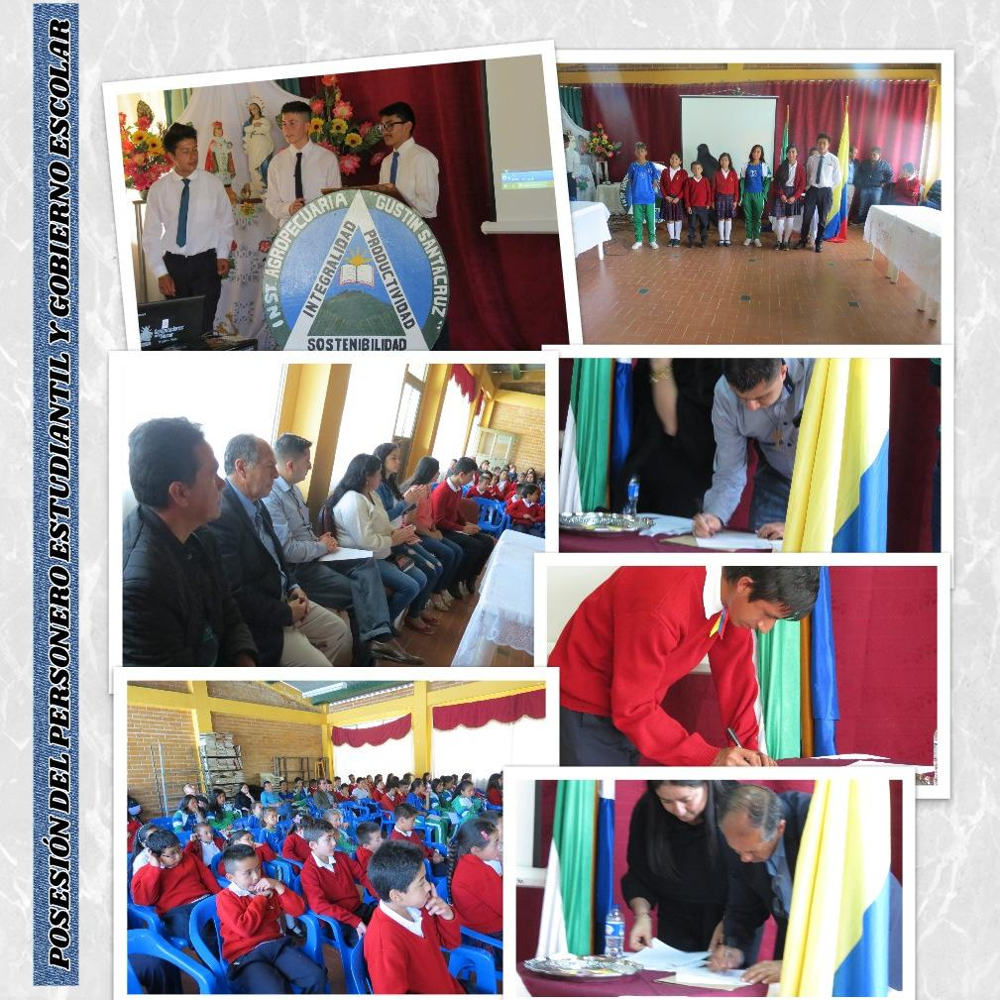 POSESIÓN DEL PERSONERO ESTUDIANTIL Y GOBIERNO ESCOLAR
INST. AGROPECUARIA "GUSTIN SANTACRUZ"
INTEGRALIDAD
PRODUCTIVIDAD
SOSTENIBILIDAD